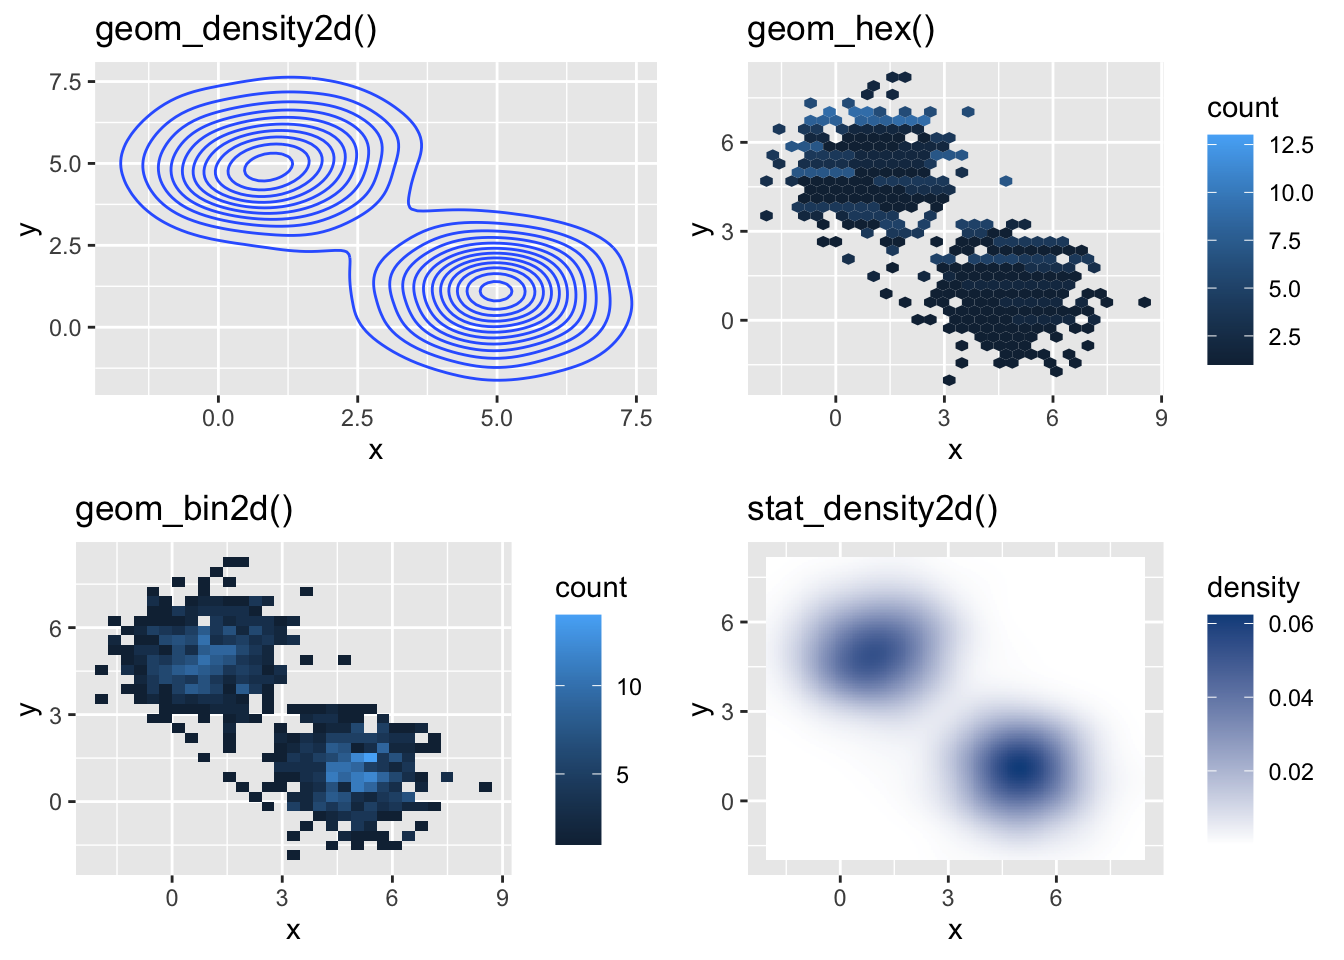 geom_density2d()
7.5
5.0
2.5
0.0
y
0.0 2.5 5.0 7.5
x
geom_hex()
6
3
0
y
0 3 6 9
x
count
12.5
10.0
7.5
5.0
2.5
geom_bin2d()
6
3
0
y
0 3 6 9
x
count
10
5
stat_density2d()
6
3
0
y
0 3 6
x
density
0.06
0.04
0.02